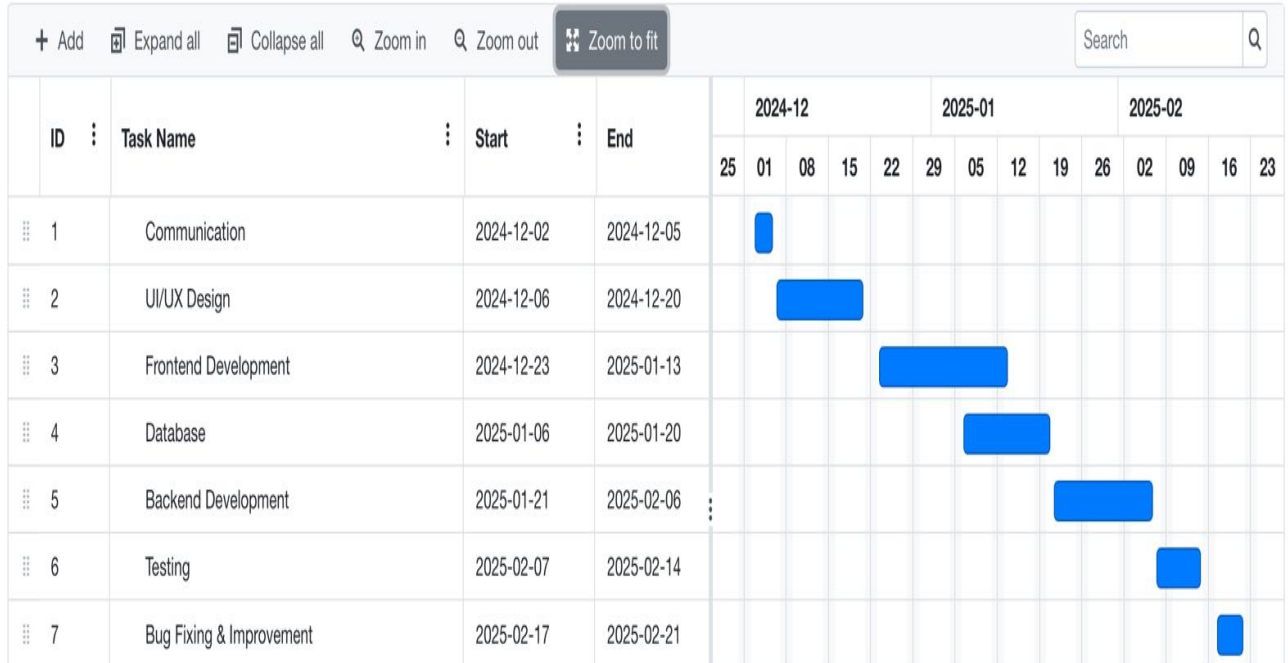 Add Expand all Collapse all Zoom in Zoom out Zoom to fit Search
2024-12 2025-01 2025-02
ID Task Name Start End
25 01 08 15 22 29 05 12 19 26 02 09 16 23
1 Communication 2024-12-02 2024-12-05
2 UI/UX Design 2024-12-06 2024-12-20
3 Frontend Development 2024-12-23 2025-01-13
4 Database 2025-01-06 2025-01-20
5 Backend Development 2025-01-21 2025-02-06
6 Testing 2025-02-07 2025-02-14
7 Bug Fixing & Improvement 2025-02-17 2025-02-21